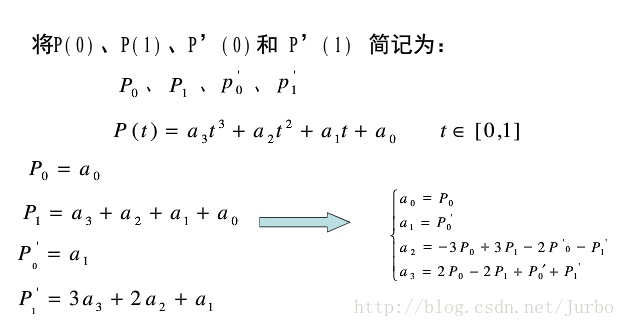 将P(0)、P(1)、P’(0)和 P’(1) 简记为:
P₀、P₁、p₀'、p₁'
P(t) = a₃t³ + a₂t² + a₁t + a₀ t ∈ [0,1]
P₀ = a₀
P₁ = a₃ + a₂ + a₁ + a₀
P₀' = a₁
P₁' = 3a₃ + 2a₂ + a₁
a₀ = P₀
a₁ = P₀'
a₂ = −3P₀ + 3P₁ − 2P'₀ − P₁'
a₃ = 2P₀ − 2P₁ + P₀′ + P₁'
http://blog.csdn.net/Jurbo